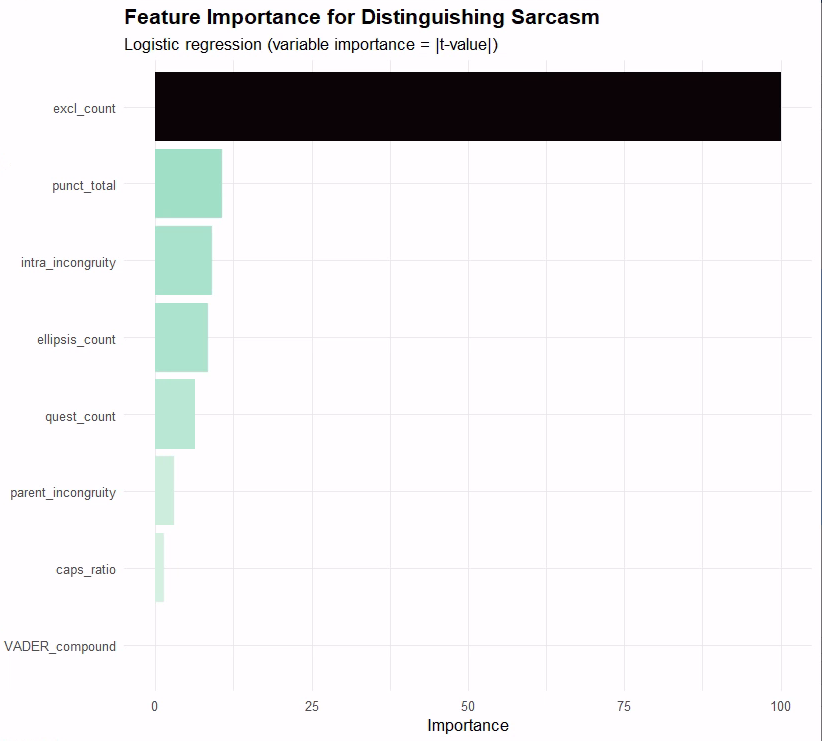 Feature Importance for Distinguishing Sarcasm
Logistic regression (variable importance = |t-value|)
excl_count
punct_total
intra_incongruity
ellipsis_count
quest_count
parent_incongruity
caps_ratio
VADER_compound
0 25 50 75 100
Importance